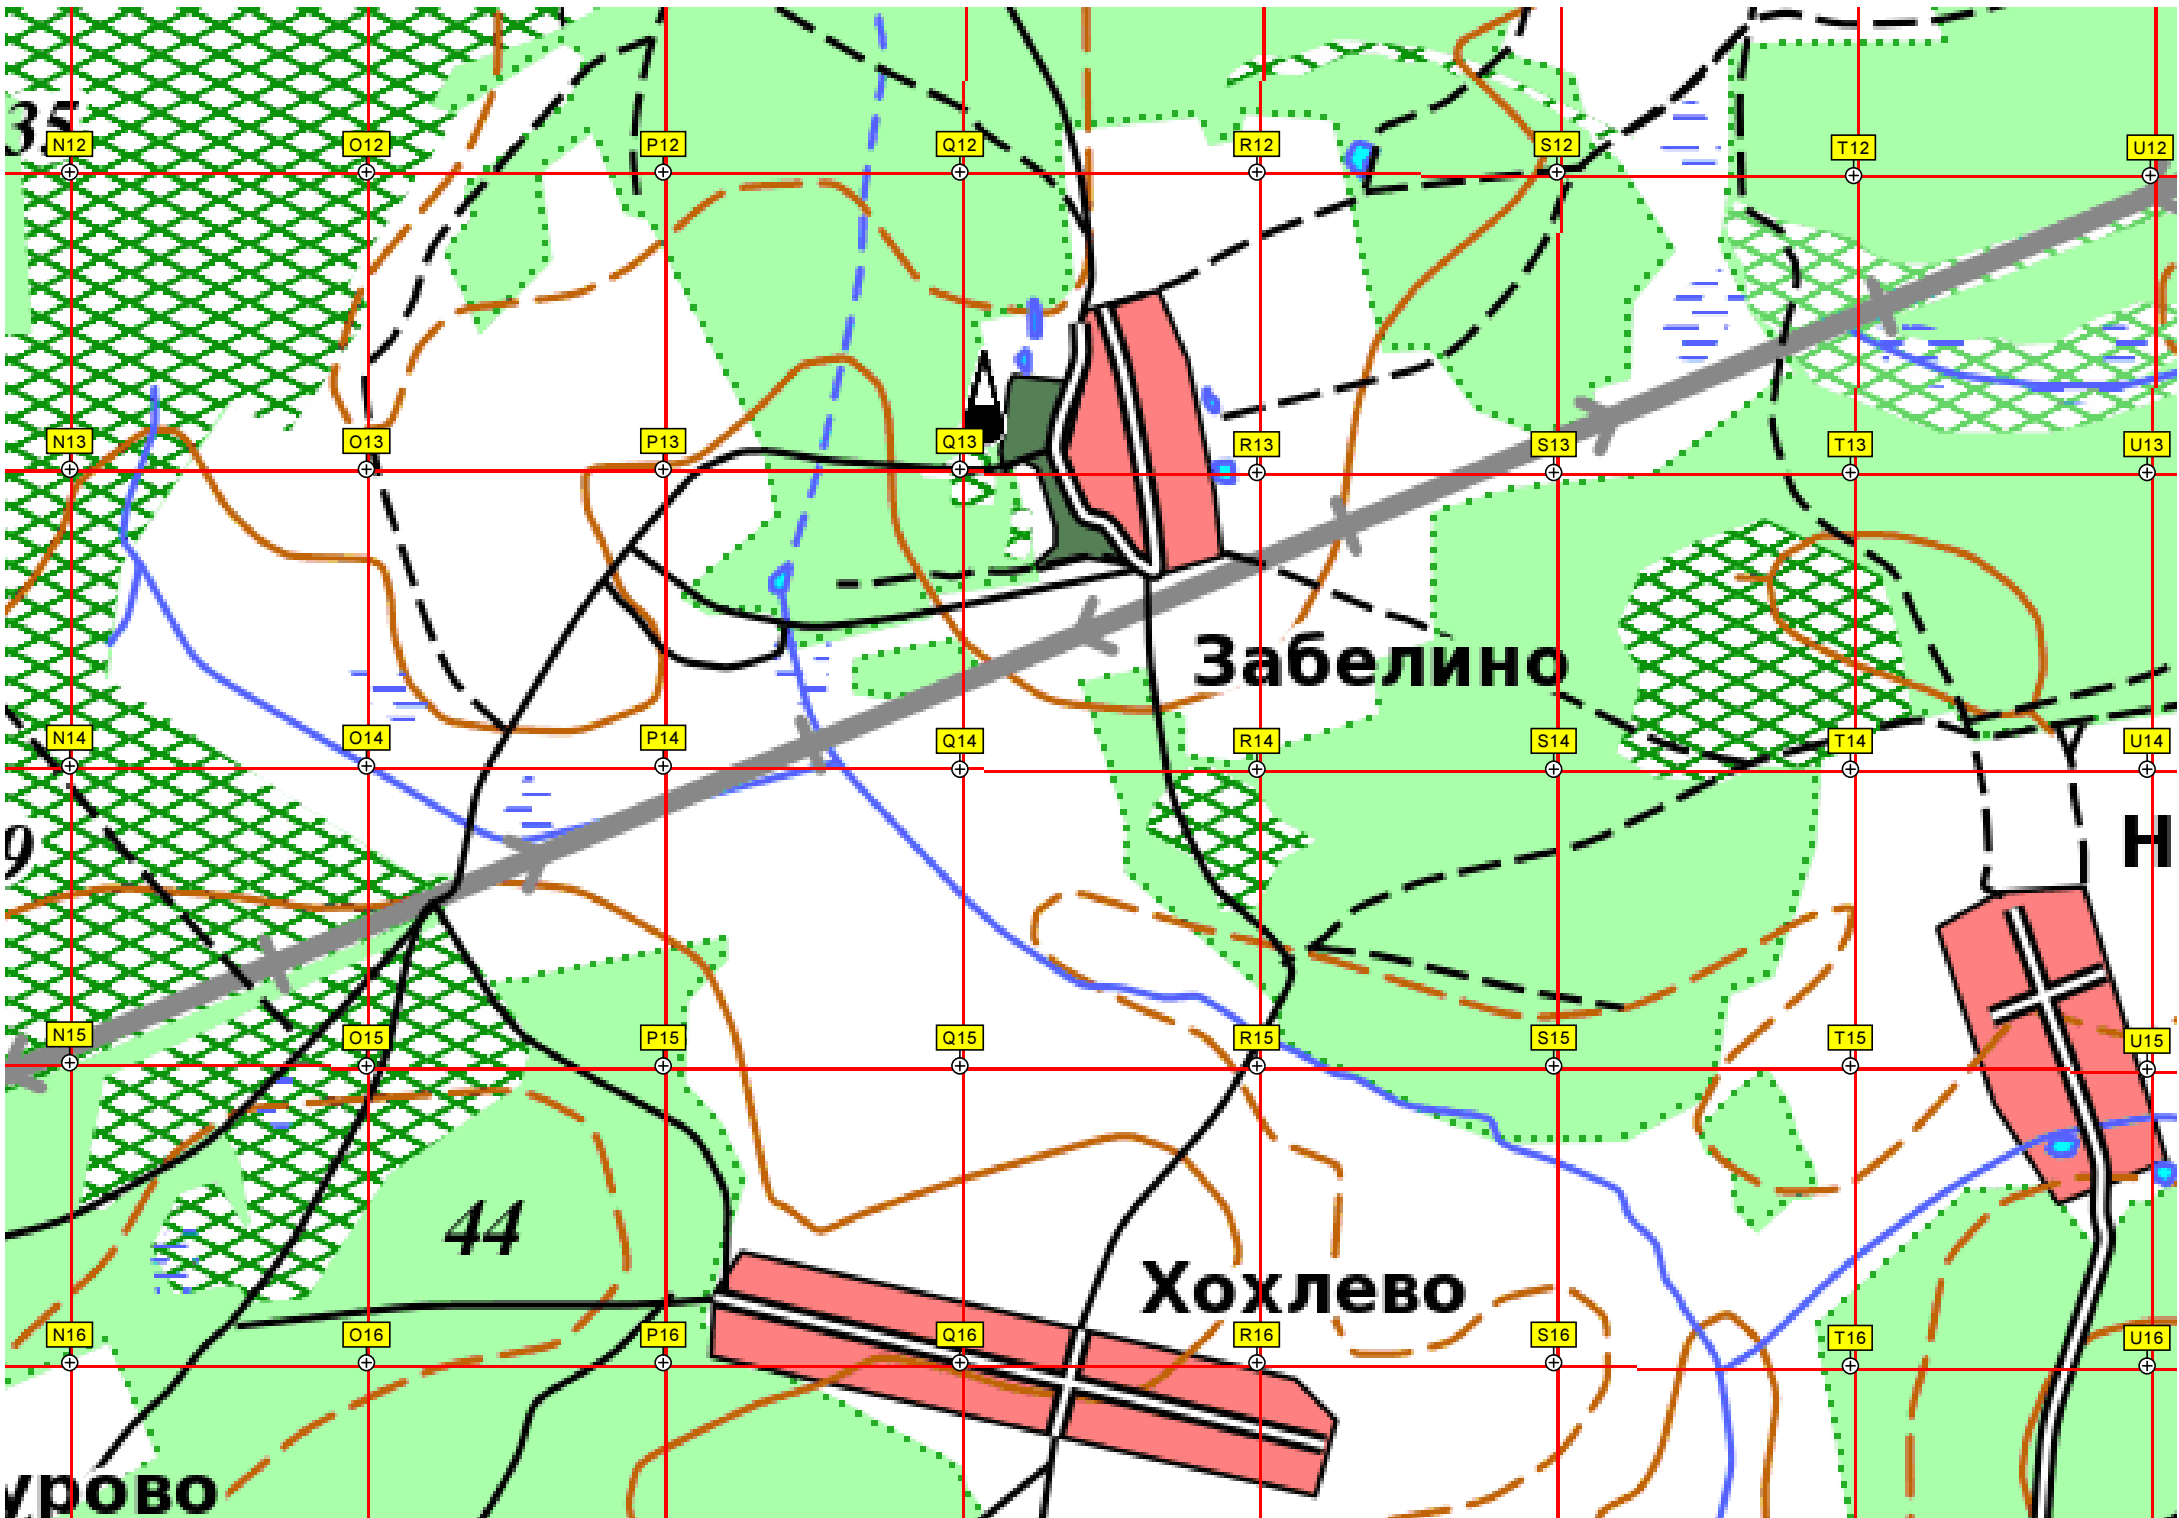 35
N12 O12 P12 Q12 R12 S12 T12 U12
N13 O13 P13 Q13 R13 S13 T13 U13
Забелино
N14 O14 P14 Q14 R14 S14 T14 U14
9
Н
N15 O15 P15 Q15 R15 S15 T15 U15
44
Хохлево
N16 O16 P16 Q16 R16 S16 T16 U16
урово